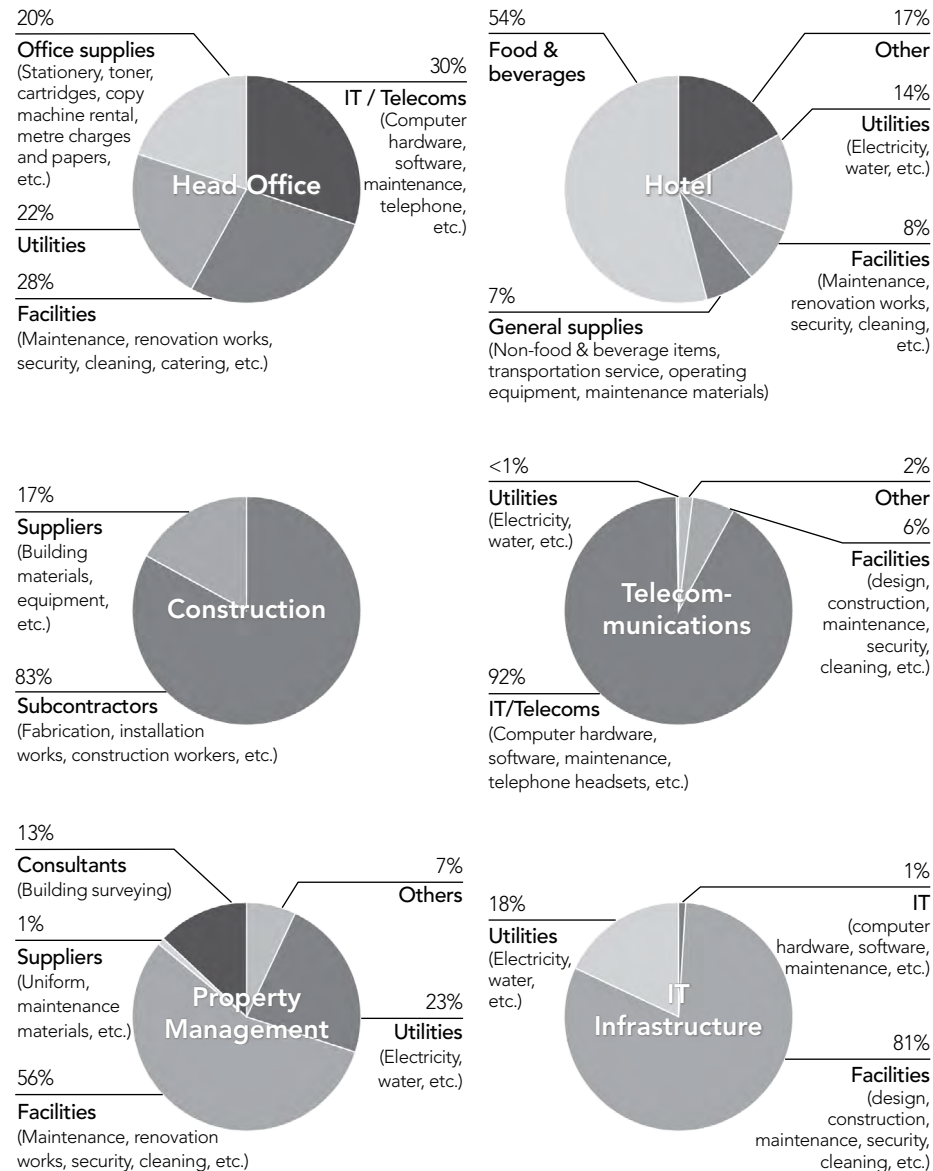 20%
Office supplies
(Stationery, toner,
cartridges, copy
machine rental,
metre charges
and papers,
etc.)
22%
Utilities
28%
Facilities
(Maintenance, renovation works,
security, cleaning, catering, etc.)
30%
IT / Telecoms
(Computer
hardware,
software,
maintenance,
telephone,
etc.)
Head Office
54%
Food &
beverages
7%
General supplies
(Non-food & beverage items,
transportation service, operating
equipment, maintenance materials)
17%
Other
14%
Utilities
(Electricity,
water, etc.)
8%
Facilities
(Maintenance,
renovation works,
security, cleaning,
etc.)
Hotel
17%
Suppliers
(Building
materials,
equipment,
etc.)
83%
Subcontractors
(Fabrication, installation
works, construction workers, etc.)
Construction
<1%
Utilities
(Electricity,
water, etc.)
92%
IT/Telecoms
(Computer hardware,
software, maintenance,
telephone headsets, etc.)
2%
Other
6%
Facilities
(design,
construction,
maintenance,
security,
cleaning, etc.)
Telecom-
munications
13%
Consultants
(Building surveying)
1%
Suppliers
(Uniform,
maintenance
materials, etc.)
56%
Facilities
(Maintenance, renovation
works, security, cleaning, etc.)
7%
Others
23%
Utilities
(Electricity,
water, etc.)
Property
Management
18%
Utilities
(Electricity,
water,
etc.)
1%
IT
(computer
hardware, software,
maintenance, etc.)
81%
Facilities
(design,
construction,
maintenance, security,
cleaning, etc.)
IT
Infrastructure